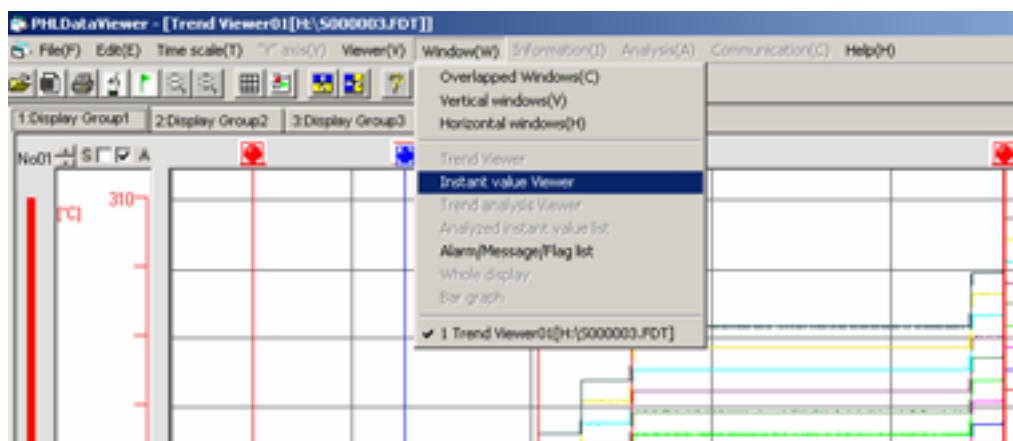 PHLDataViewer - [Trend Viewer01[H:\S000003.FDT]]
File(F) Edit(E) Time scale(T) "Y" axis(Y) Viewer(V) Window(W) Information(I) Analysis(A) Communication(C) Help(H)
Overlapped Windows(C)
Vertical windows(V)
Horizontal windows(H)
Trend Viewer
Instant value Viewer
Trend analysis Viewer
Analyzed instant value list
Alarm/Message/Flag list
Whole display
Bar graph
1 Trend Viewer01[H:\S000003.FDT]
1:Display Group1 2:Display Group2 3:Display Group3
No01 S A
310
[°C]